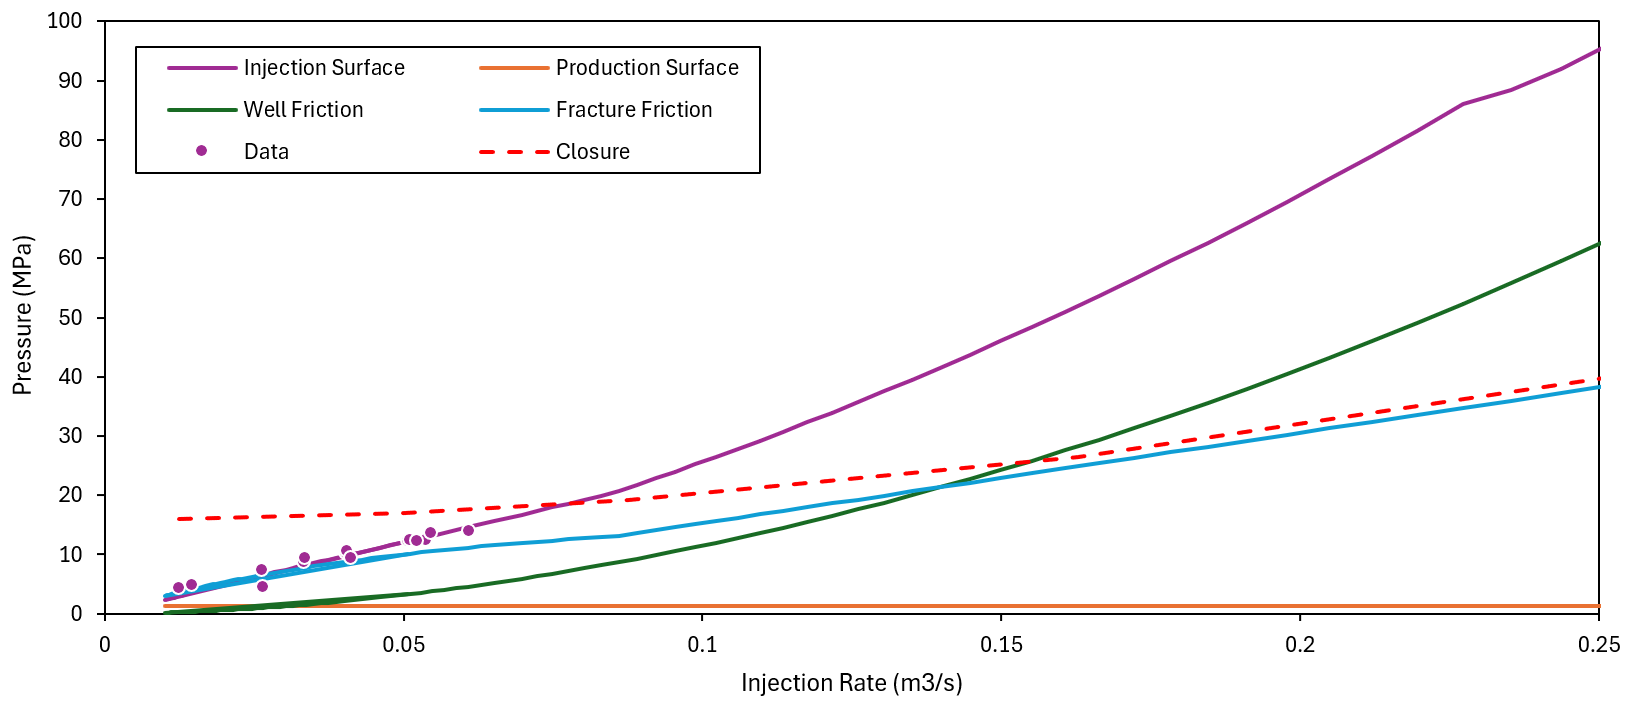 100
90
80
70
60
50
40
30
20
10
0
Pressure (MPa)
Injection Surface
Production Surface
Well Friction
Fracture Friction
Data
Closure
0
0.05
0.1
0.15
0.2
0.25
Injection Rate (m3/s)